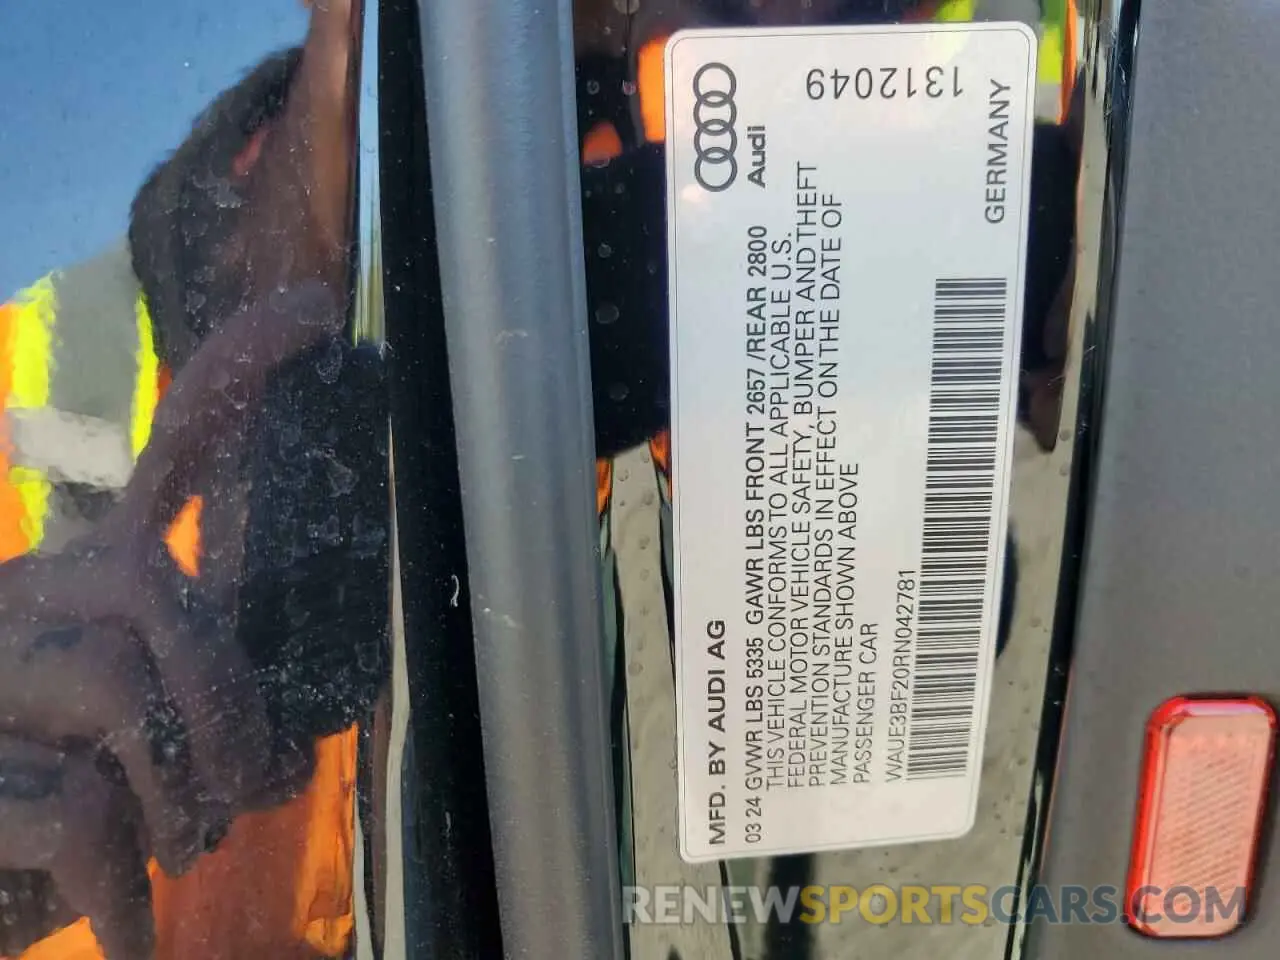 MFD. BY AUDI AG
Audi
03 24 GVWR LBS 5335 GAWR LBS FRONT 2657 /REAR 2800
THIS VEHICLE CONFORMS TO ALL APPLICABLE U.S.
FEDERAL MOTOR VEHICLE SAFETY, BUMPER AND THEFT
PREVENTION STANDARDS IN EFFECT ON THE DATE OF
MANUFACTURE SHOWN ABOVE
PASSENGER CAR
WAUE3BF20RN042781
GERMANY
1312049
RENEWSPORTSCARS.COM